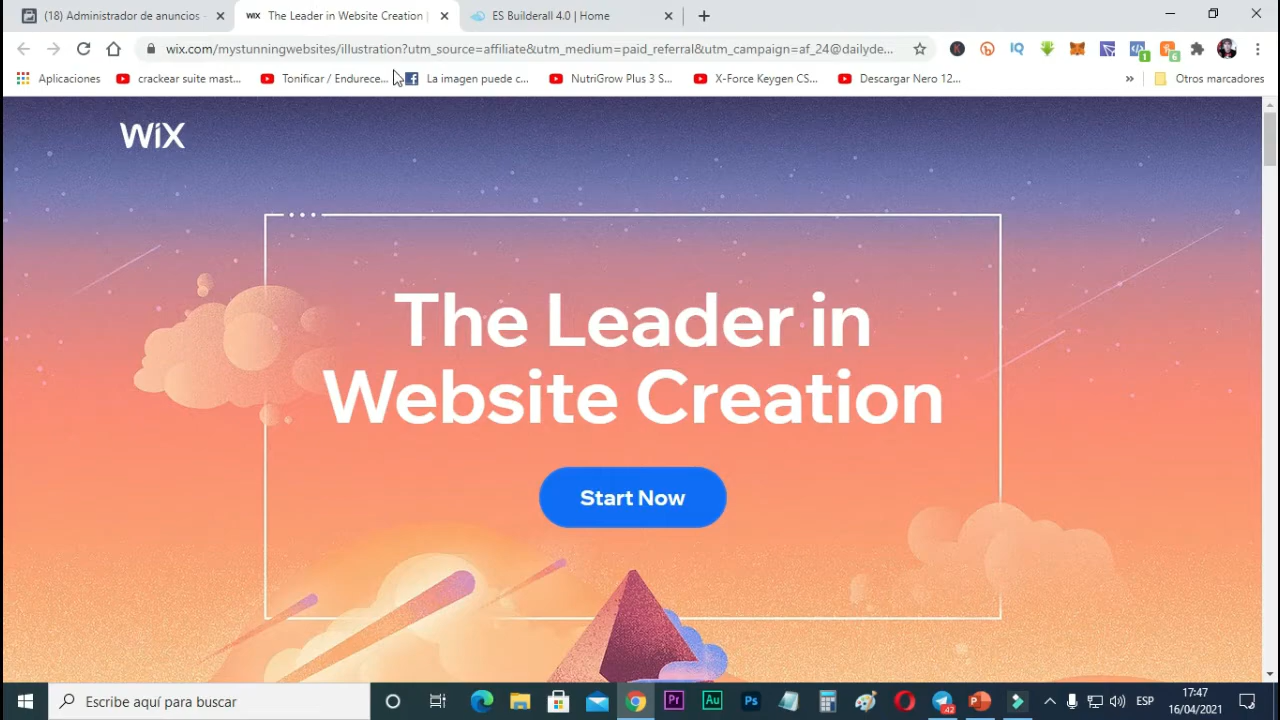 (18) Administrador de anuncios
The Leader in Website Creation |
ES Builderall 4.0 | Home
wix.com/mystunningwebsites/illustration?utm_source=affiliate&utm_medium=paid_referral&utm_campaign=af_24@dailyde...
Aplicaciones
crackear suite mast...
Tonificar / Endurece...
La imagen puede c...
NutriGrow Plus 3 S...
X-Force Keygen CS...
Descargar Nero 12...
»
Otros marcadores
WiX
The Leader in
Website Creation
Start Now
Escribe aquí para buscar
ESP
17:47
16/04/2021